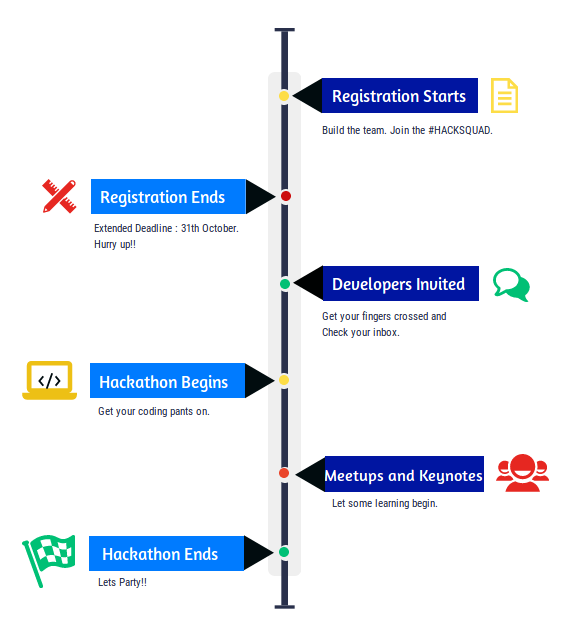 Registration Starts
Build the team. Join the #HACKSQUAD.
Registration Ends
Extended Deadline : 31th October.
Hurry up!!
Developers Invited
Get your fingers crossed and
Check your inbox.
</>
Hackathon Begins
Get your coding pants on.
Meetups and Keynotes
Let some learning begin.
Hackathon Ends
Lets Party!!